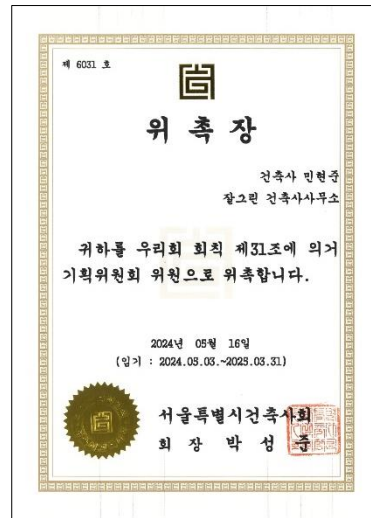 제 6031 호
위 촉 장
건축사 민현준
잘그린 건축사사무소
귀하를 우리회 회칙 제31조에 의거
기획위원회 위원으로 위촉합니다.
2024년 05월 16일
(임기 : 2024.05.03.~2025.03.31)
서울특별시건축사회
회 장 박 성 준